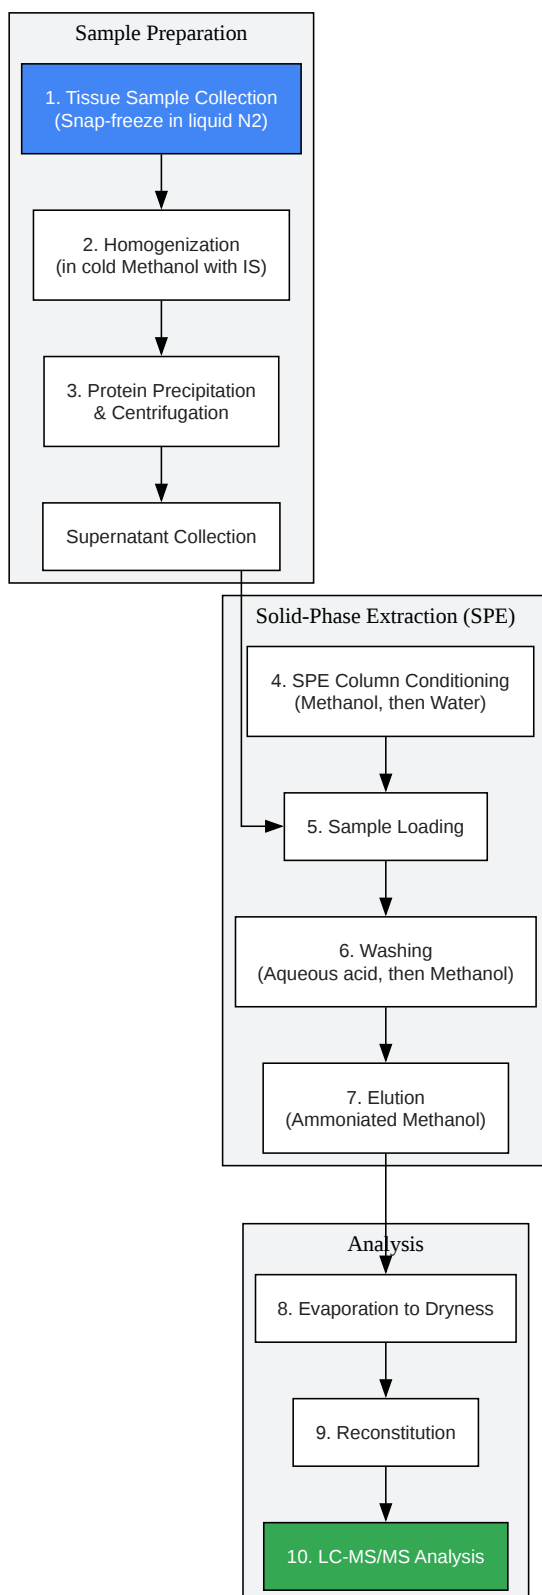 Sample Preparation
1. Tissue Sample Collection
(Snap-freeze in liquid N2)
2. Homogenization
(in cold Methanol with IS)
3. Protein Precipitation
& Centrifugation
Supernatant Collection
Solid-Phase Extraction (SPE)
4. SPE Column Conditioning
(Methanol, then Water)
5. Sample Loading
6. Washing
(Aqueous acid, then Methanol)
7. Elution
(Ammoniated Methanol)
Analysis
8. Evaporation to Dryness
9. Reconstitution
10. LC-MS/MS Analysis